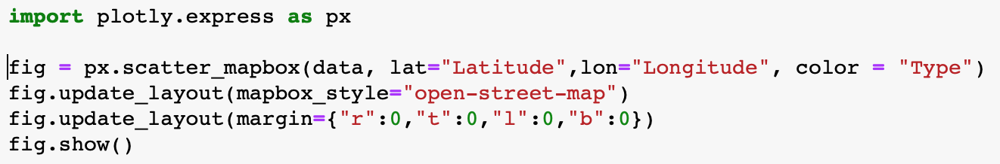 import plotly.express as px
fig = px.scatter_mapbox(data, lat="Latitude",lon="Longitude", color = "Type")
fig.update_layout(mapbox_style="open-street-map")
fig.update_layout(margin={"r":0,"t":0,"l":0,"b":0})
fig.show()